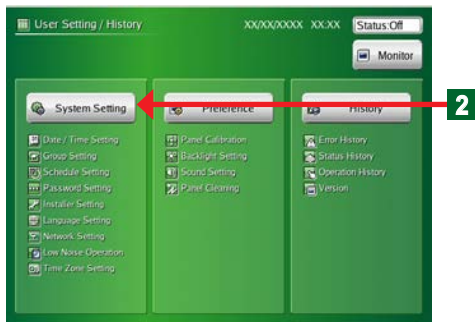 User Setting / History
XX/XX/XXXX XX:XX
Status:Off
Monitor
System Setting
Date / Time Setting
Group Setting
Schedule Setting
Password Setting
Installer Setting
Language Setting
Network Setting
Low Noise Operation
Time Zone Setting
Preference
Panel Calibration
Backlight Setting
Sound Setting
Panel Cleaning
History
Error History
Status History
Operation History
Version
2